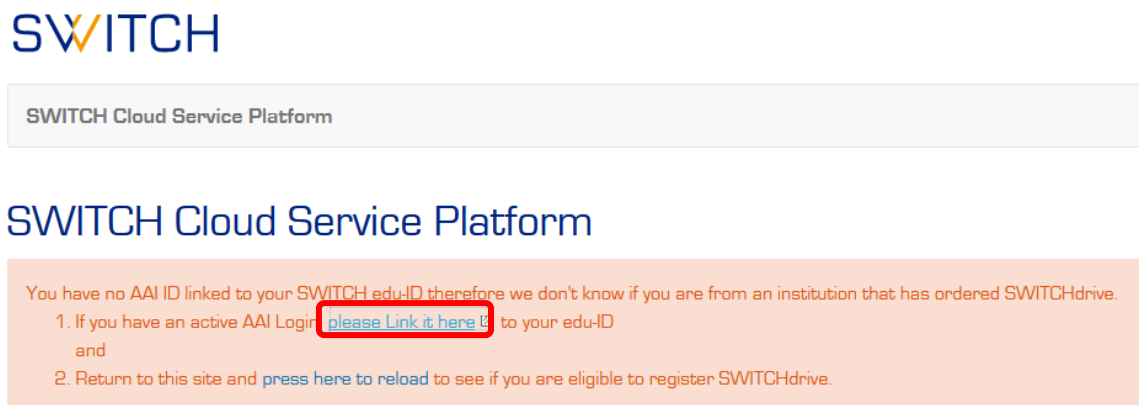 SWITCH
SWITCH Cloud Service Platform
SWITCH Cloud Service Platform
You have no AAI ID linked to your SWITCH edu-ID therefore we don't know if you are from an institution that has ordered SWITCHdrive.
1. If you have an active AAI Login please Link it here to your edu-ID
and
2. Return to this site and press here to reload to see if you are eligible to register SWITCHdrive.